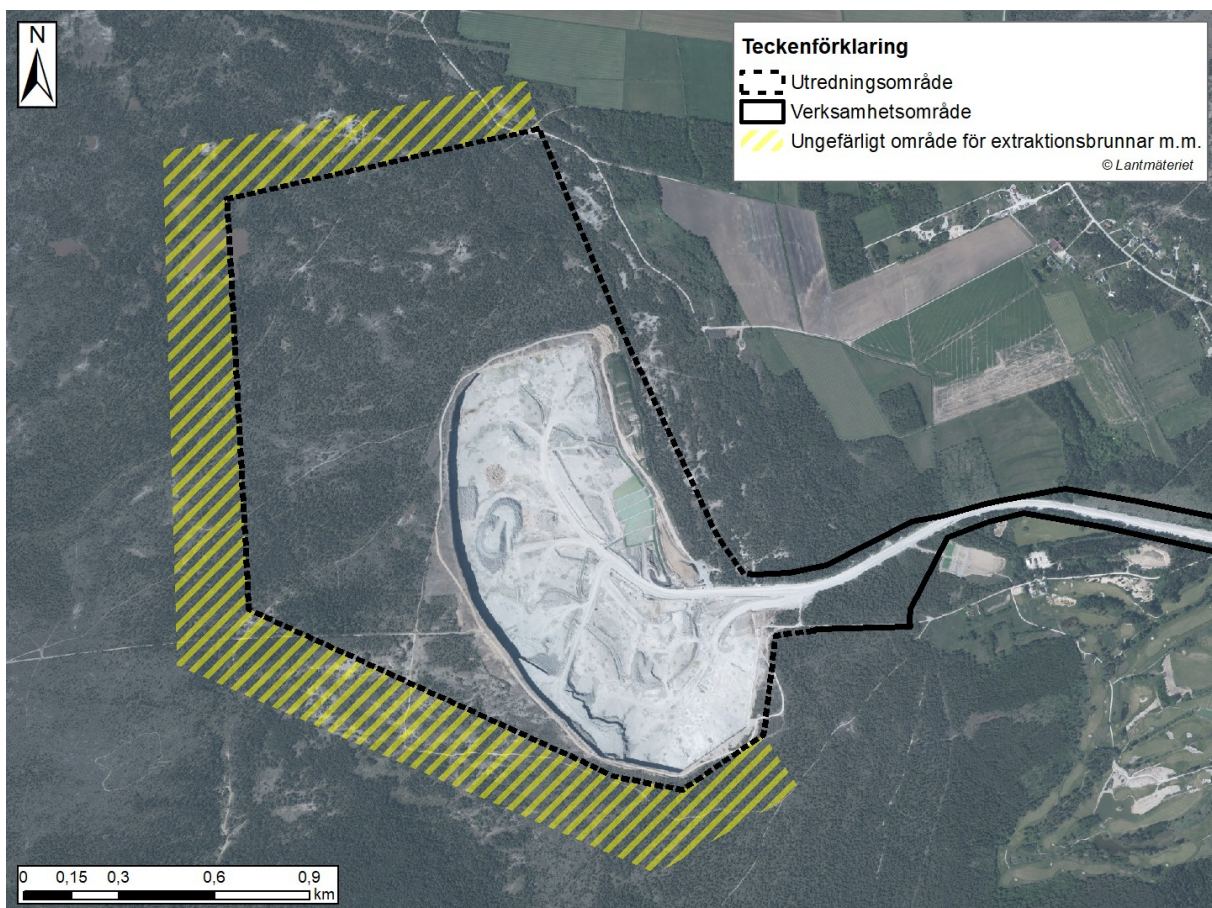 N
Teckenförklaring
Utredningsområde
Verksamhetsområde
Ungefärligt område för extraktionsbrunnar m.m.
© Lantmäteriet
0 0,15 0,3 0,6 0,9
km